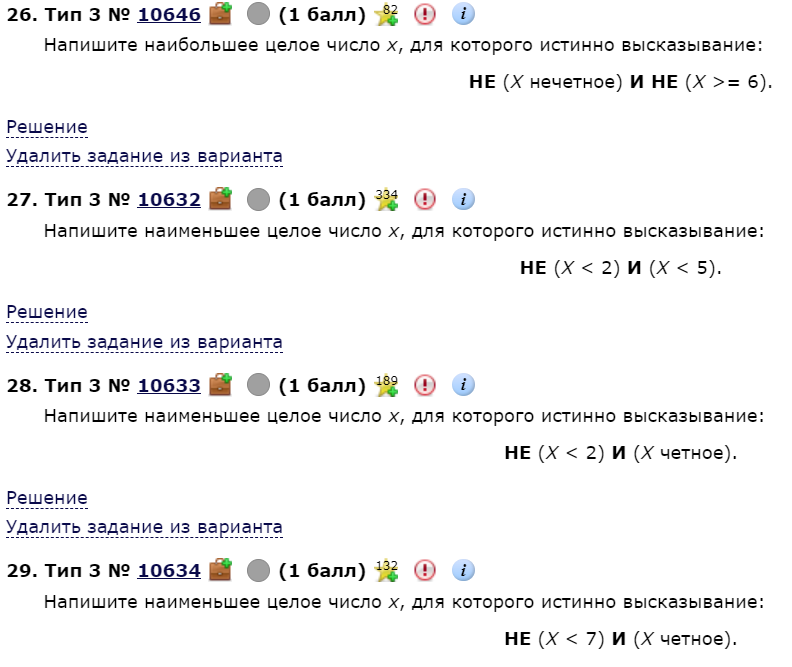 26. Тип 3 № 10646 (1 балл) 82 i
Напишите наибольшее целое число x, для которого истинно высказывание:
НЕ (X нечетное) И НЕ (X >= 6).
Решение
Удалить задание из варианта
27. Тип 3 № 10632 (1 балл) 334 i
Напишите наименьшее целое число x, для которого истинно высказывание:
НЕ (X < 2) И (X < 5).
Решение
Удалить задание из варианта
28. Тип 3 № 10633 (1 балл) 189 i
Напишите наименьшее целое число x, для которого истинно высказывание:
НЕ (X < 2) И (X четное).
Решение
Удалить задание из варианта
29. Тип 3 № 10634 (1 балл) 132 i
Напишите наименьшее целое число x, для которого истинно высказывание:
НЕ (X < 7) И (X четное).